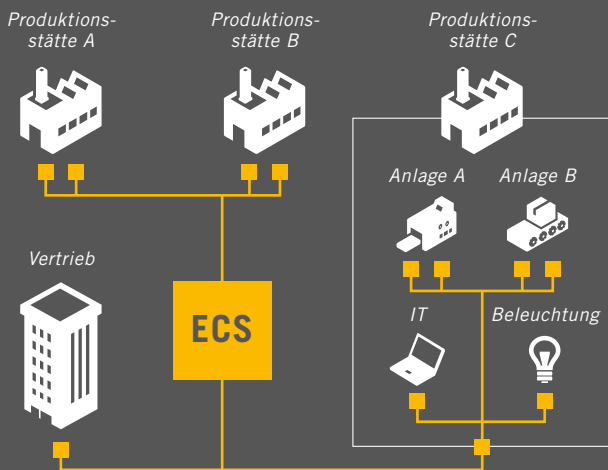 Produktions-
stätte A
Produktions-
stätte B
Produktions-
stätte C
Anlage A
Anlage B
Vertrieb
ECS
IT
Beleuchtung